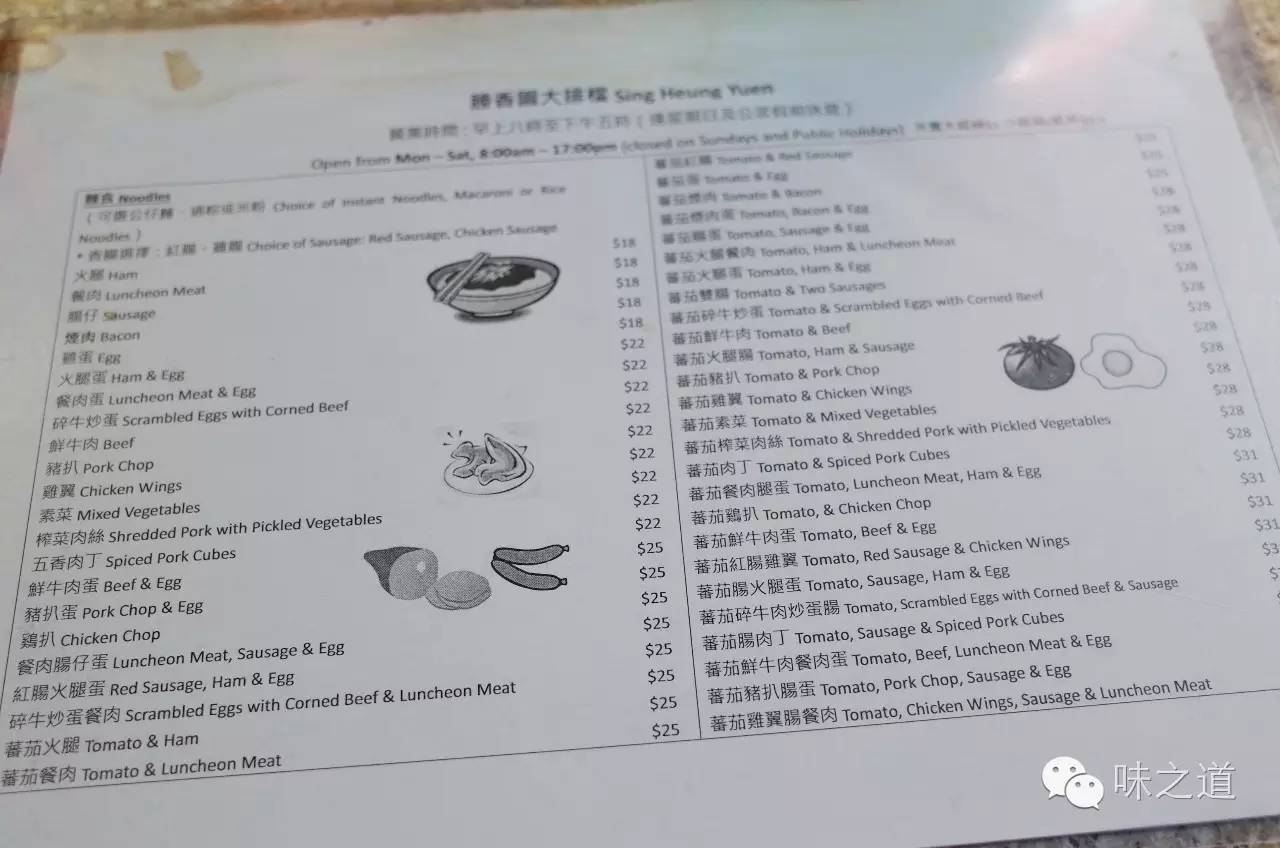 勝香園大排檔 Sing Heung Yuen
營業時間：早上八時至下午五時（逢星期日及公眾假期休息）
Open from Mon – Sat, 8:00am – 17:00pm (closed on Sundays and Public Holidays)
麵食 Noodles
（可選公仔麵、通粉或米粉 Choice of Instant Noodles, Macaroni or Rice
Noodles）
• 香腸選擇：紅腸、雞腸 Choice of Sausage: Red Sausage, Chicken Sausage
火腿 Ham $18
餐肉 Luncheon Meat $18
腸仔 Sausage $18
煙肉 Bacon $18
雞蛋 Egg $18
火腿蛋 Ham & Egg $22
餐肉蛋 Luncheon Meat & Egg $22
碎牛炒蛋 Scrambled Eggs with Corned Beef $22
鮮牛肉 Beef $22
豬扒 Pork Chop $22
雞翼 Chicken Wings $22
素菜 Mixed Vegetables $22
榨菜肉絲 Shredded Pork with Pickled Vegetables $22
五香肉丁 Spiced Pork Cubes $22
鮮牛肉蛋 Beef & Egg $25
豬扒蛋 Pork Chop & Egg $25
鷄扒 Chicken Chop $25
餐肉腸仔蛋 Luncheon Meat, Sausage & Egg $25
紅腸火腿蛋 Red Sausage, Ham & Egg $25
碎牛炒蛋餐肉 Scrambled Eggs with Corned Beef & Luncheon Meat $25
蕃茄火腿 Tomato & Ham $25
蕃茄餐肉 Tomato & Luncheon Meat $25
蕃茄紅腸 Tomato & Red Sausage $25
蕃茄蛋 Tomato & Egg $25
蕃茄煙肉 Tomato & Bacon $25
蕃茄煙肉蛋 Tomato, Bacon & Egg $28
蕃茄腸蛋 Tomato, Sausage & Egg $28
蕃茄火腿餐肉 Tomato, Ham & Luncheon Meat $28
蕃茄火腿蛋 Tomato, Ham & Egg $28
蕃茄雙腸 Tomato & Two Sausages $28
蕃茄碎牛炒蛋 Tomato & Scrambled Eggs with Corned Beef $28
蕃茄鮮牛肉 Tomato & Beef $28
蕃茄火腿腸 Tomato, Ham & Sausage $28
蕃茄豬扒 Tomato & Pork Chop $28
蕃茄雞翼 Tomato & Chicken Wings $28
蕃茄素菜 Tomato & Mixed Vegetables $28
蕃茄榨菜肉絲 Tomato & Shredded Pork with Pickled Vegetables $28
蕃茄肉丁 Tomato & Spiced Pork Cubes $28
蕃茄餐肉腿蛋 Tomato, Luncheon Meat, Ham & Egg $31
蕃茄鷄扒 Tomato, & Chicken Chop $31
蕃茄鮮牛肉蛋 Tomato, Beef & Egg $31
蕃茄紅腸雞翼 Tomato, Red Sausage & Chicken Wings $31
蕃茄腸火腿蛋 Tomato, Sausage, Ham & Egg
蕃茄碎牛肉炒蛋腸 Tomato, Scrambled Eggs with Corned Beef & Sausage
蕃茄腸肉丁 Tomato, Sausage & Spiced Pork Cubes
蕃茄鮮牛肉餐肉蛋 Tomato, Beef, Luncheon Meat & Egg
蕃茄豬扒腸蛋 Tomato, Pork Chop, Sausage & Egg
蕃茄雞翼腸餐肉 Tomato, Chicken Wings, Sausage & Luncheon Meat
味之道